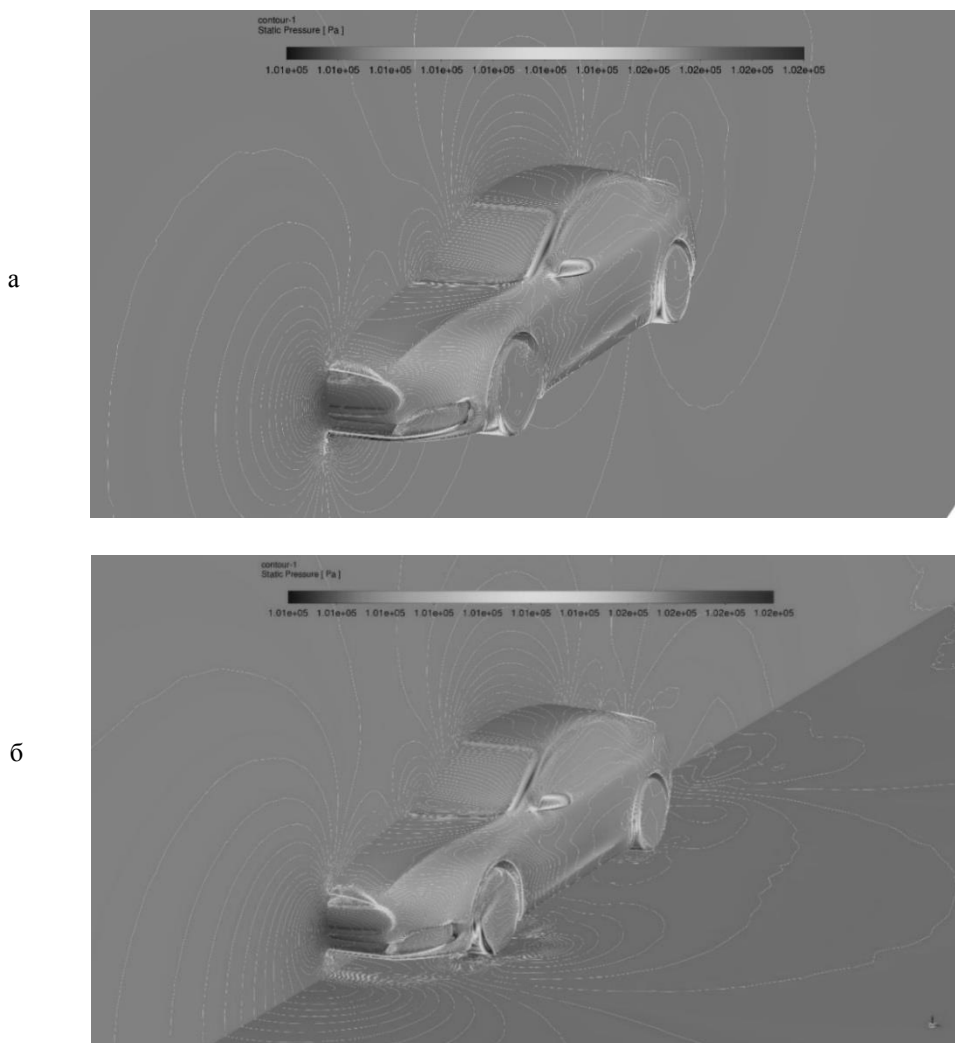 contour-1
Static Pressure [ Pa ]
1.01e+05 1.01e+05 1.01e+05 1.01e+05 1.01e+05 1.01e+05 1.01e+05 1.02e+05 1.02e+05 1.02e+05 1.02e+05
а
contour-1
Static Pressure [ Pa ]
1.01e+05 1.01e+05 1.01e+05 1.01e+05 1.01e+05 1.01e+05 1.02e+05 1.02e+05 1.02e+05 1.02e+05 1.02e+05
б